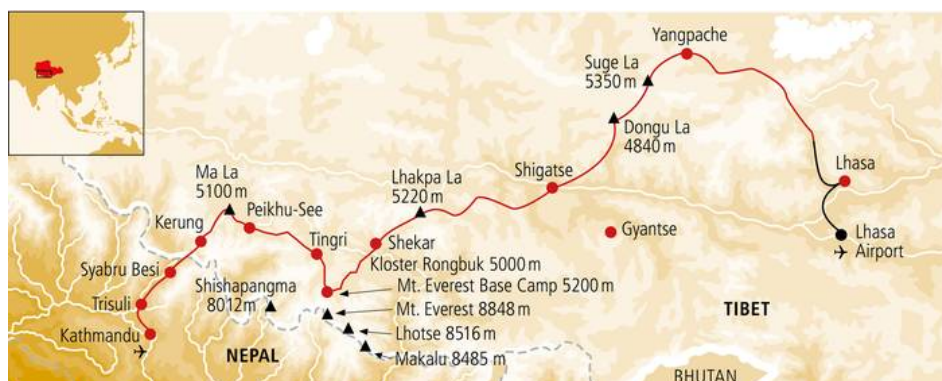 Yangpache
Suge La
5350 m
Dongu La
4840 m
Ma La
5100 m
Lhakpa La
5220 m
Shigatse
Lhasa
Peikhu-See
Kerung
Tingri
Shekar
Gyantse
Lhasa
Airport
Kloster Rongbuk 5000 m
Syabru Besi
Shishapangma
8012 m
Mt. Everest Base Camp 5200 m
Trisuli
Mt. Everest 8848 m
TIBET
Kathmandu
Lhotse 8516 m
NEPAL
Makalu 8485 m
BHUTAN